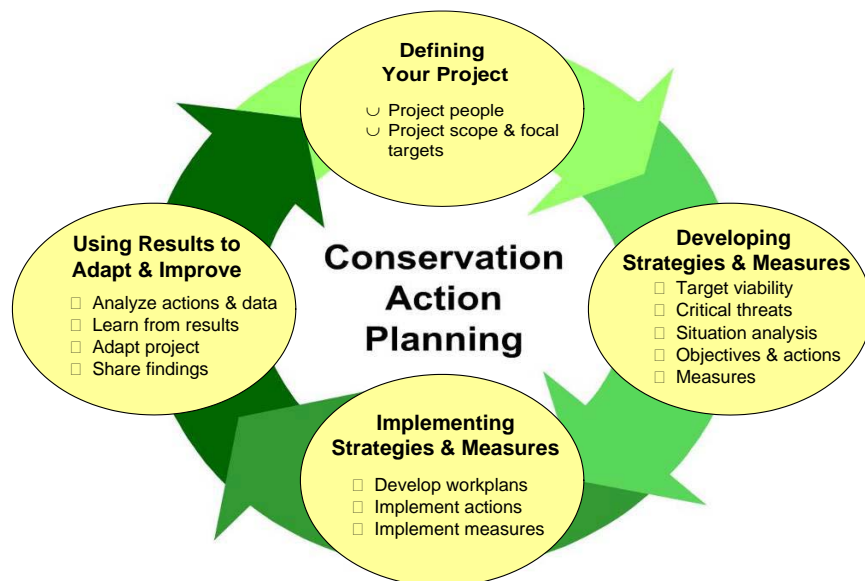 Defining
Your Project
◡ Project people
◡ Project scope & focal
targets
Developing
Strategies & Measures
□ Target viability
□ Critical threats
□ Situation analysis
□ Objectives & actions
□ Measures
Conservation
Action
Planning
Implementing
Strategies & Measures
□ Develop workplans
□ Implement actions
□ Implement measures
Using Results to
Adapt & Improve
□ Analyze actions & data
□ Learn from results
□ Adapt project
□ Share findings